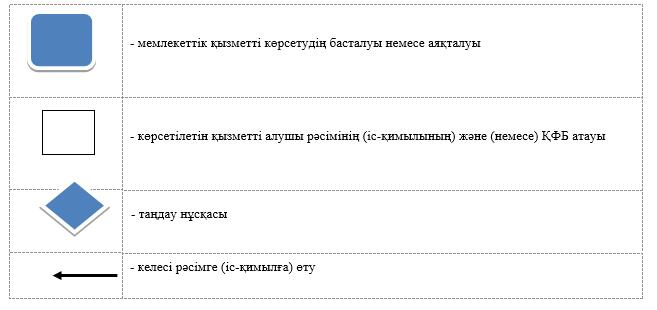 - мемлекеттік қызметті көрсетудің басталуы немесе аяқталуы
- көрсетілетін қызметті алушы рәсімінің (іс-қимылының) және (немесе) ҚФБ атауы
- таңдау нұсқасы
- келесі рәсімге (іс-қимылға) өту